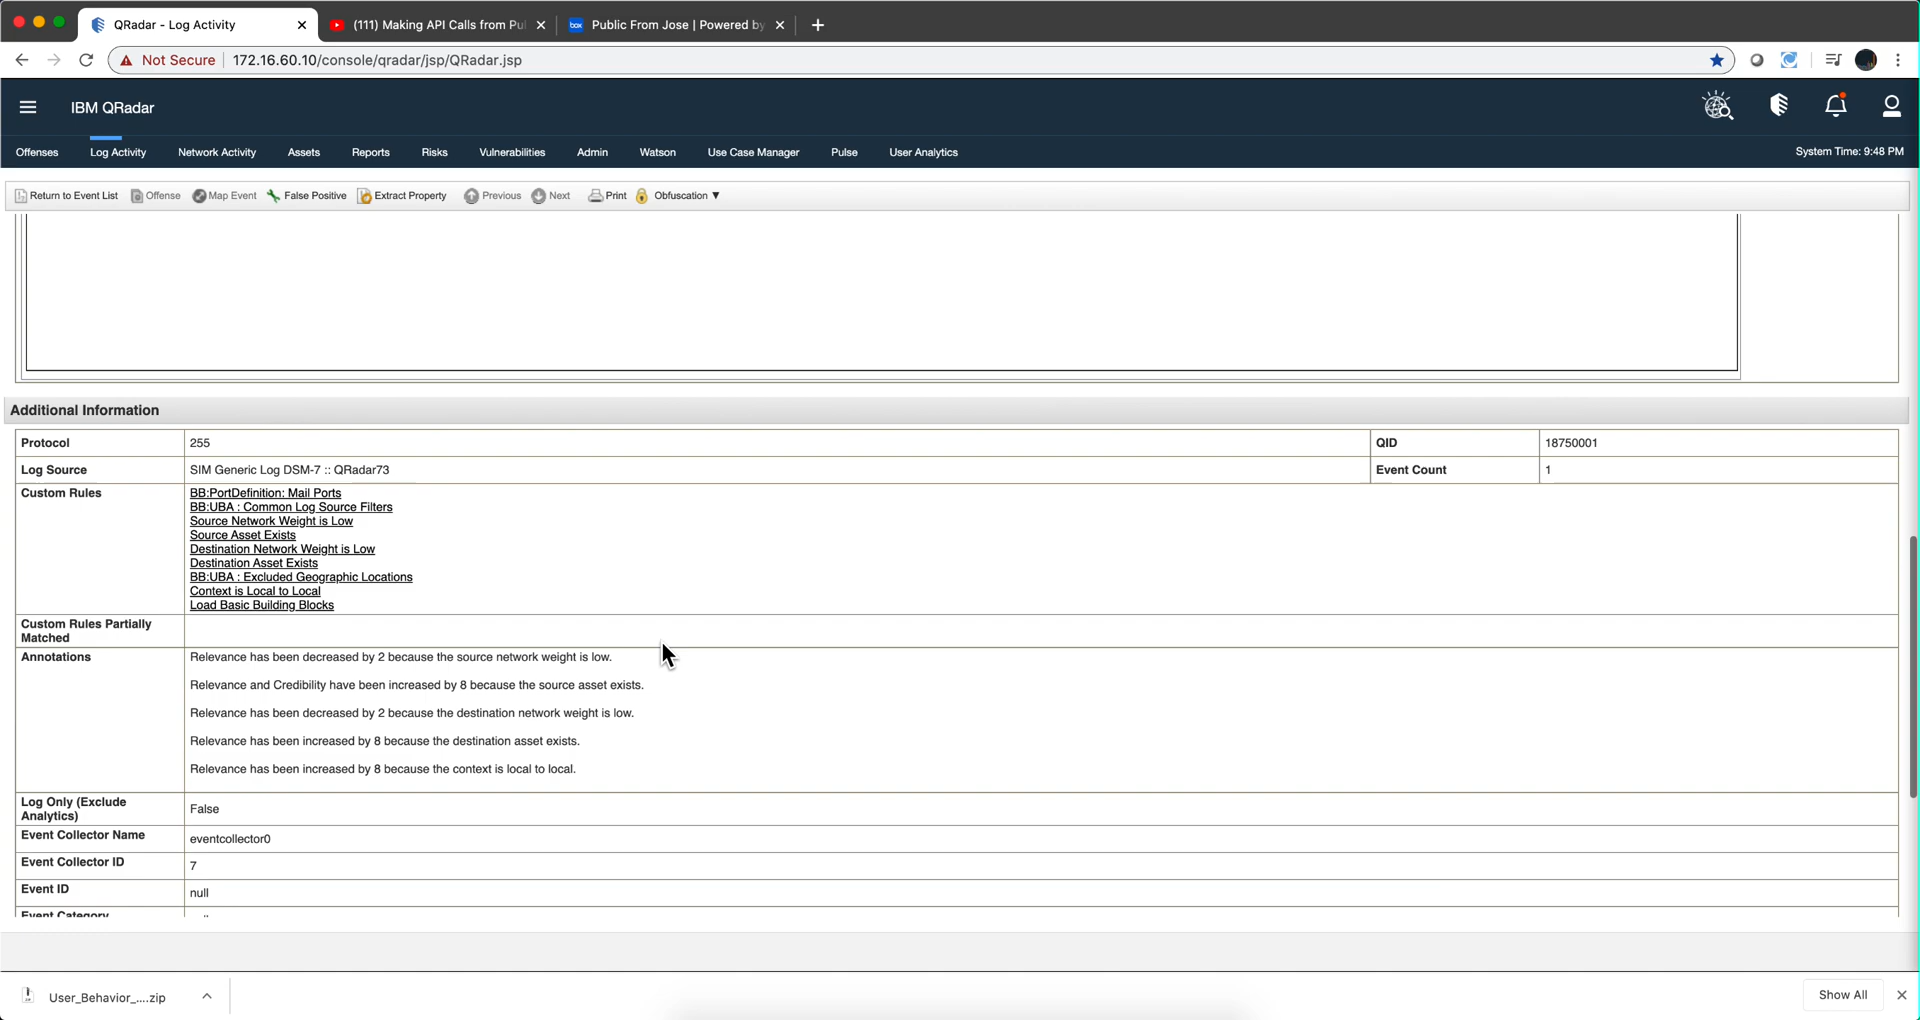 QRadar - Log Activity
(111) Making API Calls from Pul
box Public From Jose | Powered by
Not Secure 172.16.60.10/console/qradar/jsp/QRadar.jsp
IBM QRadar
Offenses Log Activity Network Activity Assets Reports Risks Vulnerabilities Admin Watson Use Case Manager Pulse User Analytics System Time: 9:48 PM
Return to Event List Offense Map Event False Positive Extract Property Previous Next Print Obfuscation ▼
Additional Information
Protocol 255 QID 18750001
Log Source SIM Generic Log DSM-7 :: QRadar73 Event Count 1
Custom Rules BB:PortDefinition: Mail Ports
BB:UBA : Common Log Source Filters
Source Network Weight is Low
Source Asset Exists
Destination Network Weight is Low
Destination Asset Exists
BB:UBA : Excluded Geographic Locations
Context is Local to Local
Load Basic Building Blocks
Custom Rules Partially
Matched
Annotations Relevance has been decreased by 2 because the source network weight is low.
Relevance and Credibility have been increased by 8 because the source asset exists.
Relevance has been decreased by 2 because the destination network weight is low.
Relevance has been increased by 8 because the destination asset exists.
Relevance has been increased by 8 because the context is local to local.
Log Only (Exclude
Analytics) False
Event Collector Name eventcollector0
Event Collector ID 7
Event ID null
Event Category
User_Behavior_....zip Show All